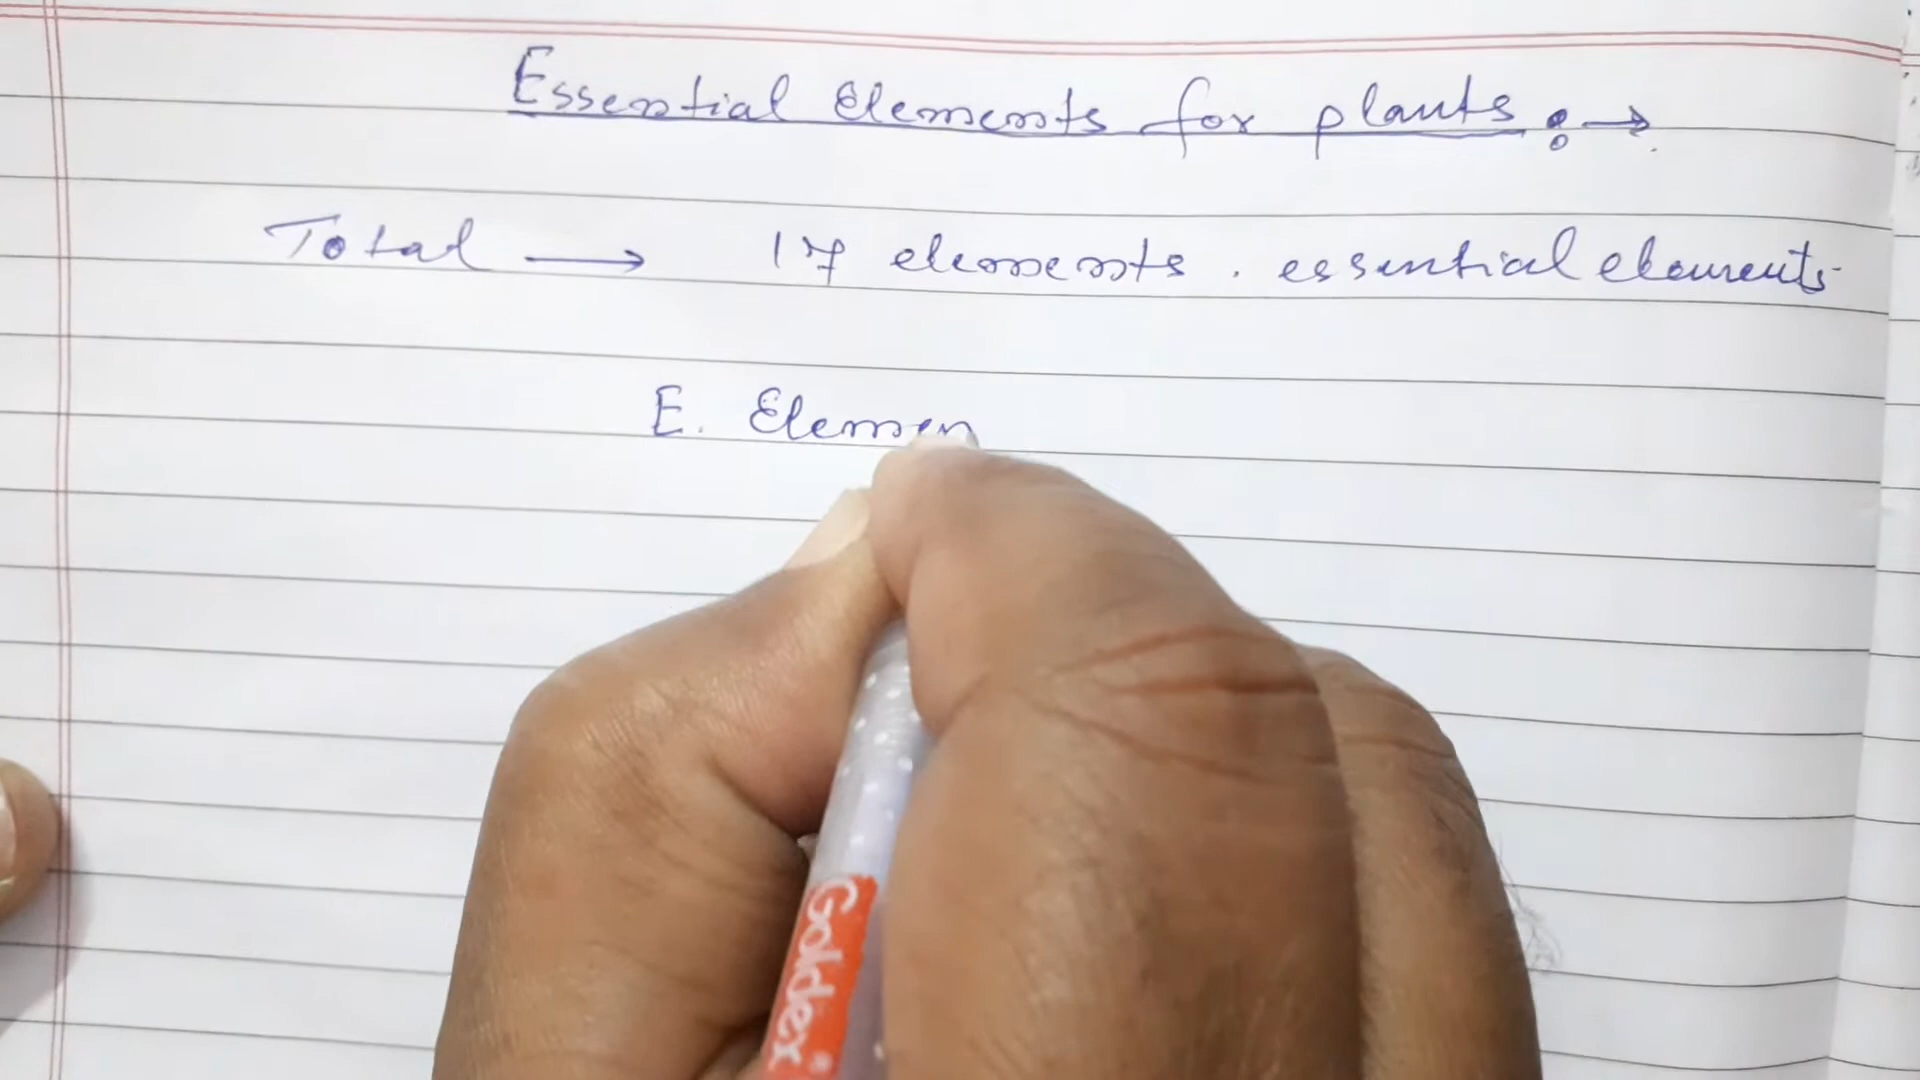 Essential Elements for plants :→
Total → 17 elements. essential elements.
E. Elemen
Goldex